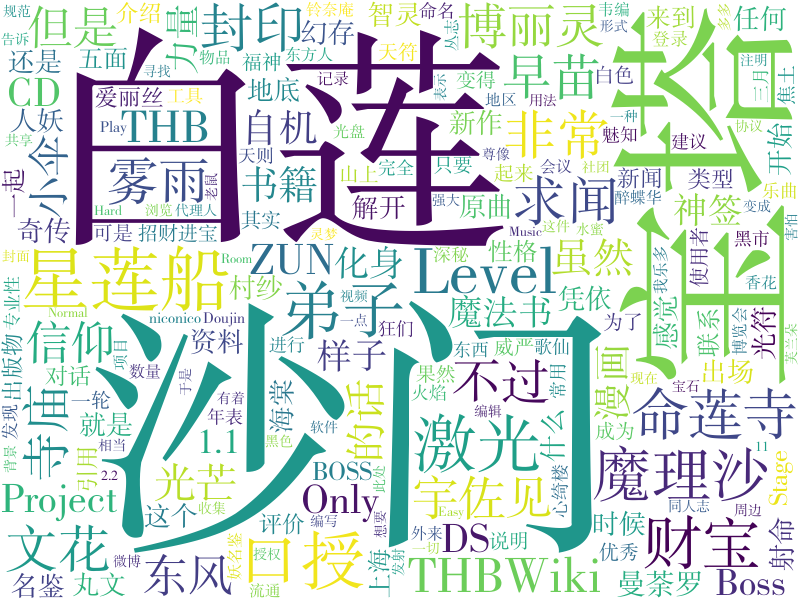 但是
封印
博丽灵
智灵
来到
任何
白莲
塔
宝
沙门
雾雨
星莲船
弟子
激光
求闻
非常
早苗
Level
ZUN
化身
虽然
魔法书
漫画
不过
命莲寺
魔理沙
财宝
THBWiki
口授
东风
文花
Project
寺庙
信仰
Only
宇佐见
DS
Boss
BOSS
CD
THB
自机
书籍
小伞
奇传
一起
人妖
还是
五面
介绍
力量
福神
地底
幻存
天符
命名
铃奈庵
物品
东方人
记录
爱丽丝
工具
寻找
共享
告诉
规范
Play
Hard
光盘
天则
山上
完全
只要
起来
变得
新作
丛志
形式
登录
韦编
多多
注明
三月
焦土
协议
一种
用法
白色
地区
表示
尊像
会议
社团
魅知
建议
开始
新闻
类型
乐曲
变成
害怕
醉蝶华
解开
原曲
强大
老鼠
代理人
浏览
可是
其实
招财进宝
封面
灵梦
Room
Music
这件
水蜜
深秘
性格
神签
使用者
黑市
香花
我乐多
光符
博览会
联系
感觉
芙兰朵
凭依
为了
出场
现在
宝石
成为
什么
常用
歌仙
威严
东西
果然
火焰
狂们
一点
视频
进行
村纱
niconico
Doujin
Normal
资料
样子
项目
数量
于是
有着
年表
海棠
的话
软件
黑色
编辑
心绮楼
Easy
此处
想要
编写
评价
1.1
光芒
这个
收集
2.2
相当
背景
引用
就是
一轮
对话
发现
出版物
专业性
名鉴
丸文
微博
妖名鉴
授权
流通
上海
发射
一切
外来
说明
时候
优秀
曼荼罗
同人志
周边
11
Stage
射命